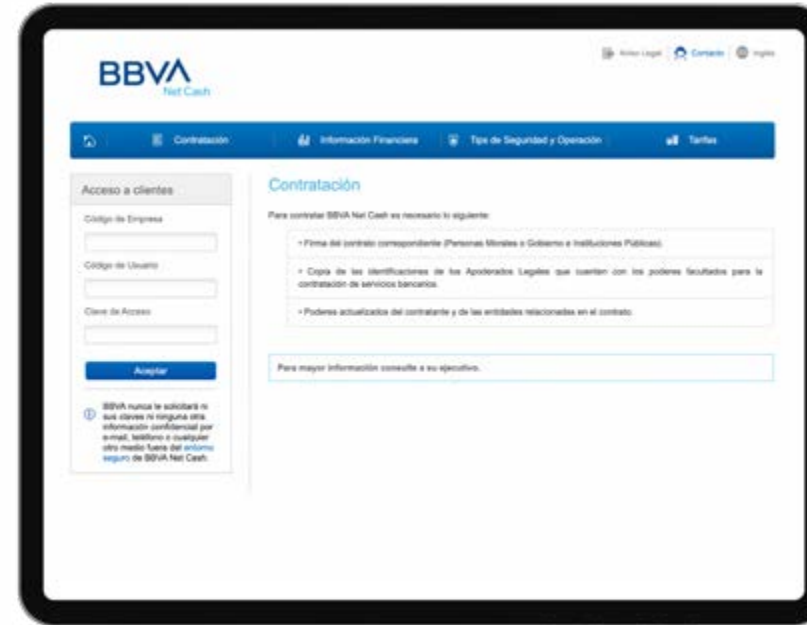 BBVA
Net Cash
Aviso Legal
Contacto
Inglés
Contratación
Información Financiera
Tips de Seguridad y Operación
Tarifas
Acceso a clientes
Código de Empresa
Código de Usuario
Clave de Acceso
Aceptar
BBVA nunca le solicitará ni
sus claves ni ninguna otra
información confidencial por
e-mail, teléfono o cualquier
otro medio fuera del entorno
seguro de BBVA Net Cash.
Contratación
Para contratar BBVA Net Cash es necesario lo siguiente:
• Firma del contrato correspondiente (Personas Morales o Gobierno e Instituciones Públicas).
• Copia de las identificaciones de los Apoderados Legales que cuenten con los poderes facultados para la
contratación de servicios bancarios.
• Poderes actualizados del contratante y de las entidades relacionadas en el contrato.
Para mayor información consulte a su ejecutivo.